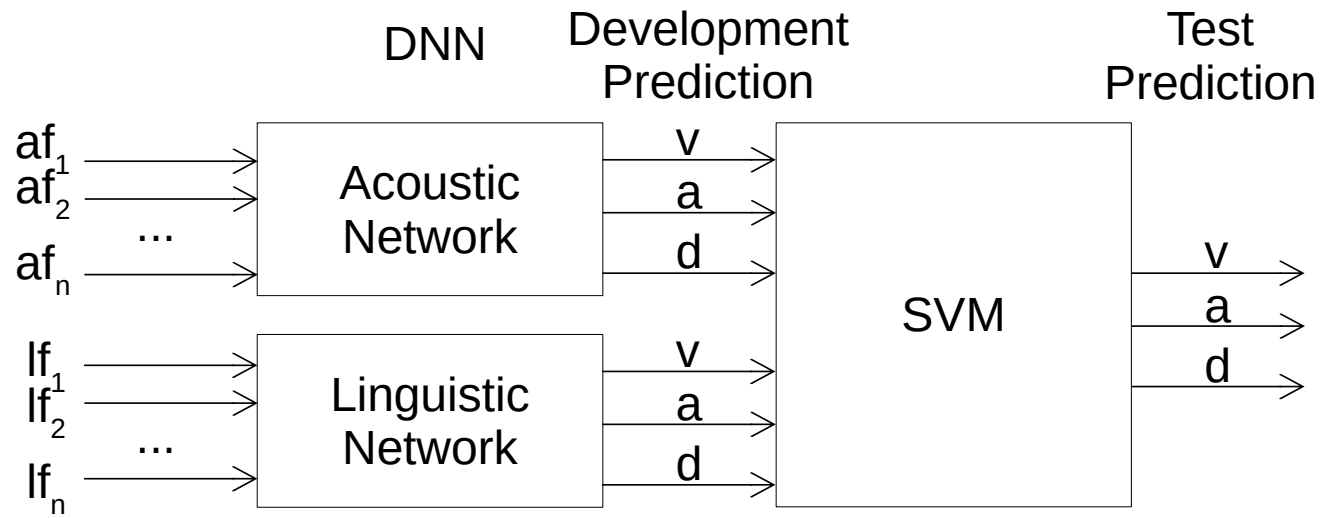 DNN
Development
Prediction
Test
Prediction
af1
af2
...
afn
Acoustic
Network
v
a
d
lf1
lf2
...
lfn
Linguistic
Network
v
a
d
SVM
v
a
d